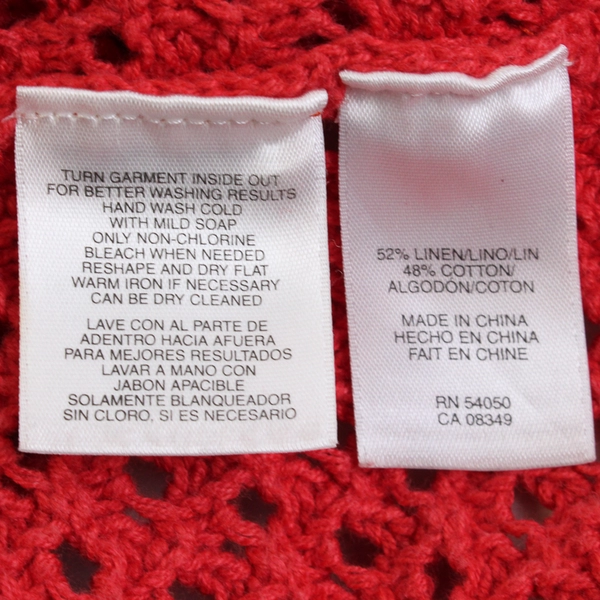 TURN GARMENT INSIDE OUT
FOR BETTER WASHING RESULTS
HAND WASH COLD
WITH MILD SOAP
ONLY NON-CHLORINE
BLEACH WHEN NEEDED
RESHAPE AND DRY FLAT
WARM IRON IF NECESSARY
CAN BE DRY CLEANED
LAVE CON AL PARTE DE
ADENTRO HACIA AFUERA
PARA MEJORES RESULTADOS
LAVAR A MANO CON
JABON APACIBLE
SOLAMENTE BLANQUEADOR
SIN CLORO, SI ES NECESARIO
52% LINEN/LINO/LIN
48% COTTON/
ALGODÓN/COTON
MADE IN CHINA
HECHO EN CHINA
FAIT EN CHINE
RN 54050
CA 08349